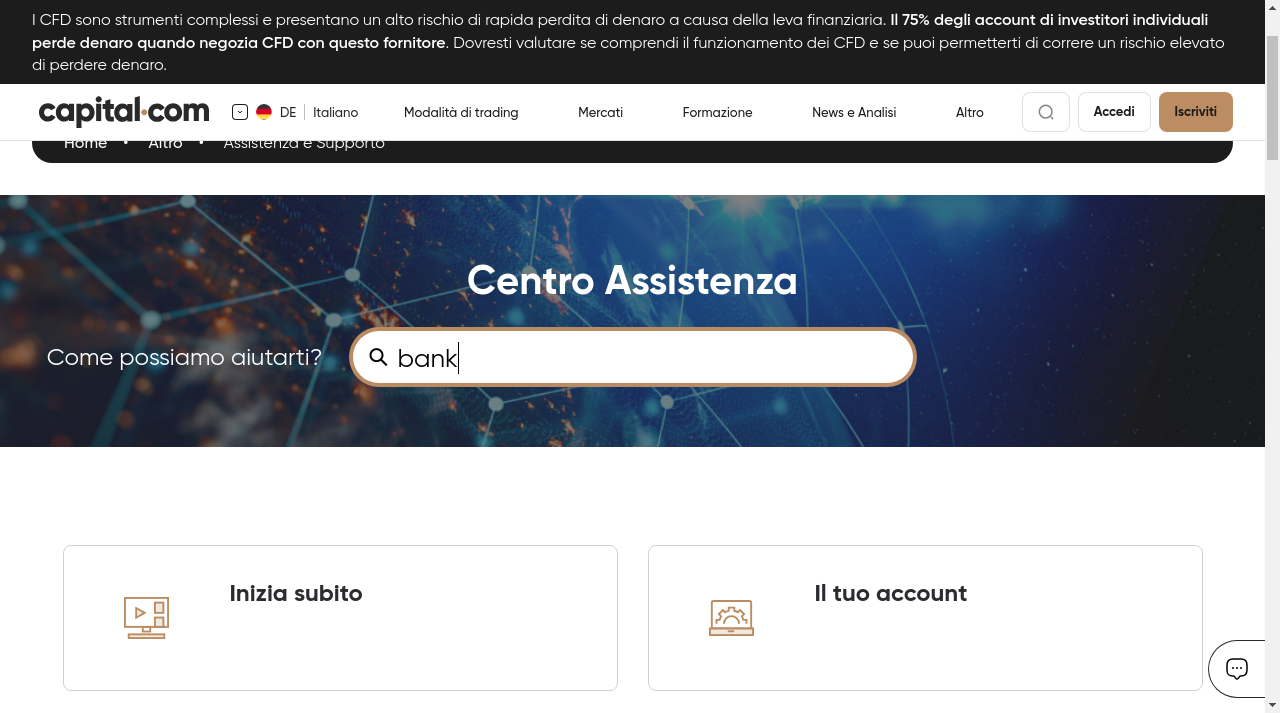 I CFD sono strumenti complessi e presentano un alto rischio di rapida perdita di denaro a causa della leva finanziaria. Il 75% degli account di investitori individuali
perde denaro quando negozia CFD con questo fornitore. Dovresti valutare se comprendi il funzionamento dei CFD e se puoi permetterti di correre un rischio elevato
di perdere denaro.
capital.com DE Italiano Modalità di trading Mercati Formazione News e Analisi Altro Accedi Iscriviti
Home • Altro • Assistenza e Supporto
Centro Assistenza
Come possiamo aiutarti? bank
Inizia subito Il tuo account